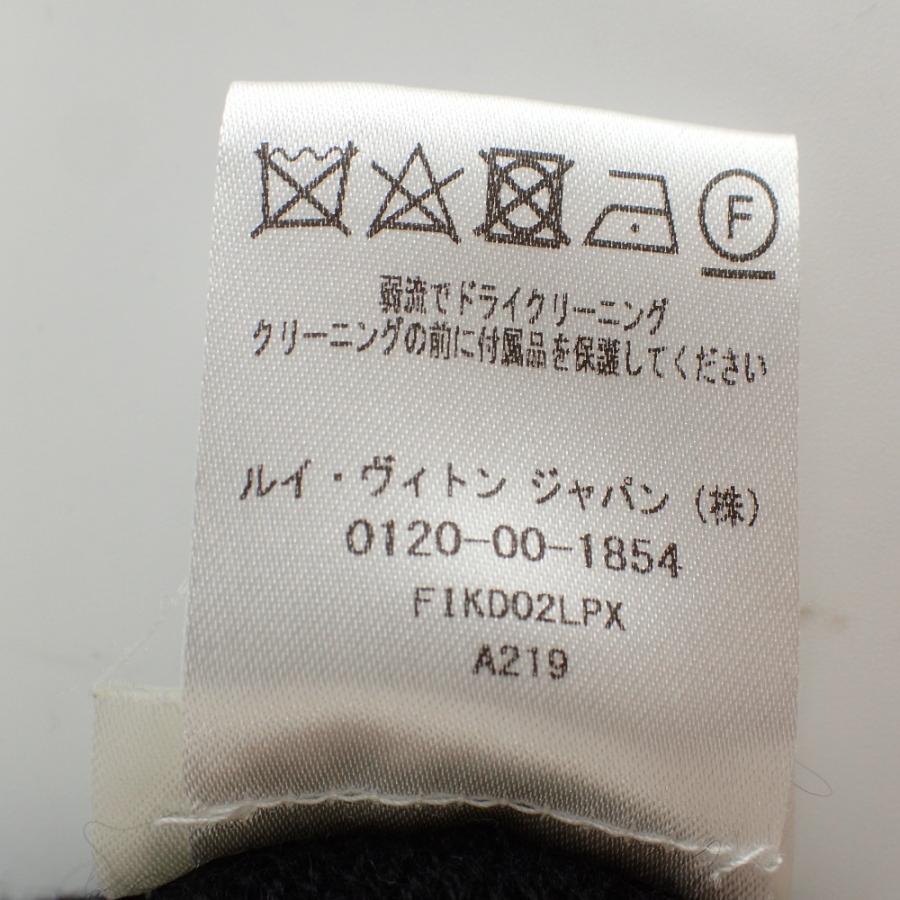 F
弱流でドライクリーニング
クリーニングの前に付属品を保護してください
ルイ・ヴィトン ジャパン (株)
0120-00-1854
FIKD02LPX
A219